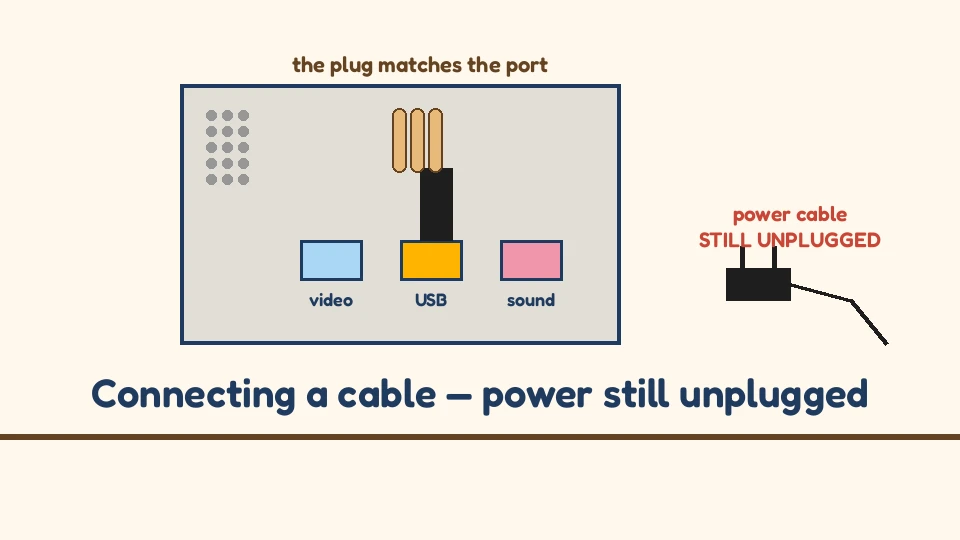 the plug matches the port
power cable
STILL UNPLUGGED
video
USB
sound
Connecting a cable — power still unplugged